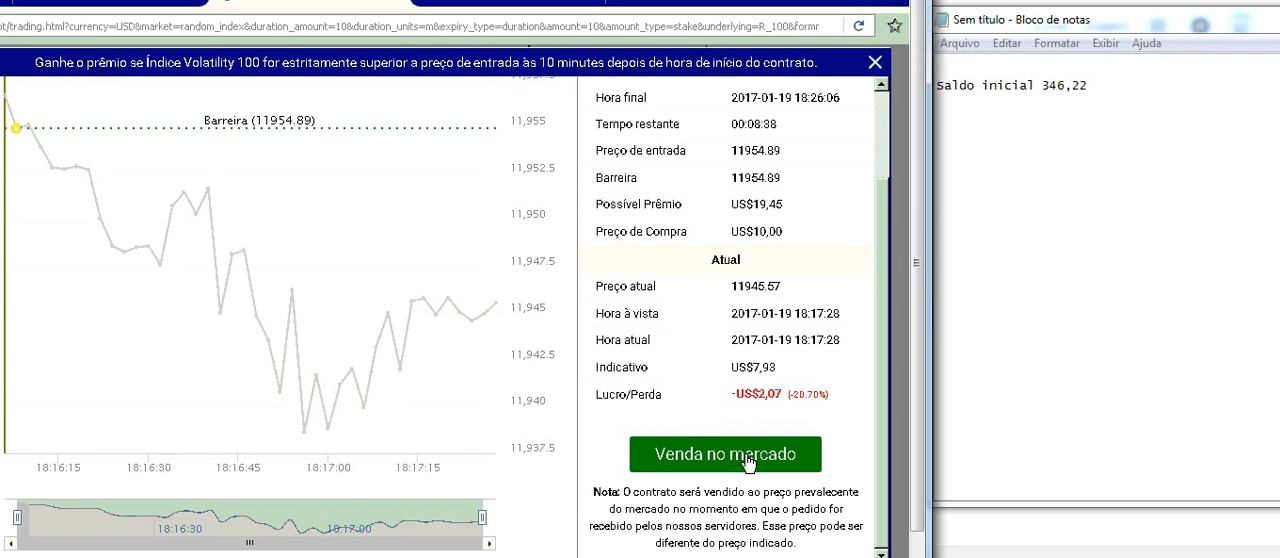 ot/trading.html?currency=USD&market=random_index&duration_amount=10&duration_units=m&expiry_type=duration&amount=10&amount_type=stake&underlying=R_100&formr
Ganhe o prêmio se Índice Volatility 100 for estritamente superior a preço de entrada às 10 minutes depois de hora de início do contrato.
Barreira (11954.89)
11,957.5
11,955
11,952.5
11,950
11,947.5
11,945
11,942.5
11,940
11,937.5
18:16:15
18:16:30
18:16:45
18:17:00
18:17:15
18:16:30
18:17:00
Hora final 2017-01-19 18:26:06
Tempo restante 00:08:38
Preço de entrada 11954.89
Barreira 11954.89
Possível Prêmio US$19,45
Preço de Compra US$10,00
Atual
Preço atual 11945.57
Hora à vista 2017-01-19 18:17:28
Hora atual 2017-01-19 18:17:28
Indicativo US$7,93
Lucro/Perda -US$2,07 (-20.70%)
Venda no mercado
Nota: O contrato será vendido ao preço prevalecente
do mercado no momento em que o pedido for
recebido pelos nossos servidores. Esse preço pode ser
diferente do preço indicado.
Sem título - Bloco de notas
Arquivo Editar Formatar Exibir Ajuda
Saldo inicial 346,22